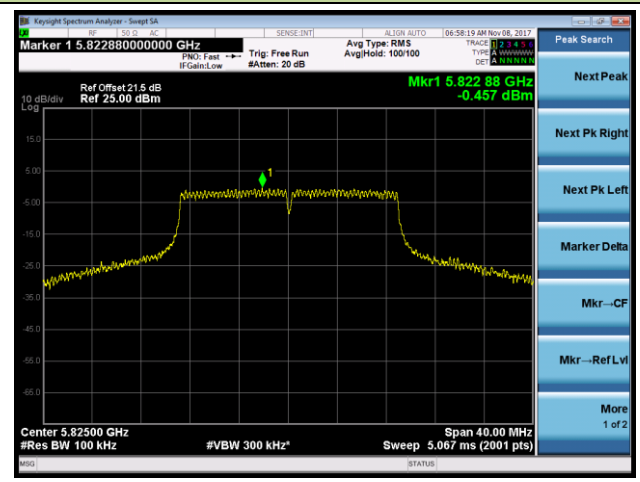 Keysight Spectrum Analyzer - Swept SA
RF 50 Ω AC SENSE:INT ALIGN AUTO 06:58:19 AM Nov 08, 2017
Marker 1 5.822880000000 GHz
PNO: Fast
IFGain:Low
Trig: Free Run
#Atten: 20 dB
Avg Type: RMS
Avg|Hold: 100/100
TRACE 1 2 3 4 5 6
TYPE A WWWWW
DET A N N N N N
Peak Search
Ref Offset 21.5 dB
10 dB/div Ref 25.00 dBm
Log
Mkr1 5.822 88 GHz
-0.457 dBm
15.0
5.00
-5.00
-15.0
-25.0
-35.0
-45.0
-55.0
-65.0
1
Next Peak
Next Pk Right
Next Pk Left
Marker Delta
Mkr→CF
Mkr→Ref Lvl
More
1 of 2
Center 5.82500 GHz Span 40.00 MHz
#Res BW 100 kHz #VBW 300 kHz* Sweep 5.067 ms (2001 pts)
MSG STATUS